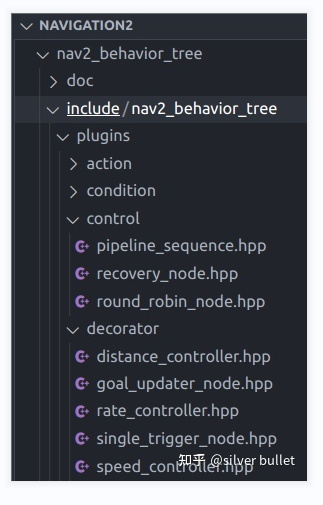 NAVIGATION2
nav2_behavior_tree
doc
include/nav2_behavior_tree
plugins
action
condition
control
pipeline_sequence.hpp
recovery_node.hpp
round_robin_node.hpp
decorator
distance_controller.hpp
goal_updater_node.hpp
rate_controller.hpp
single_trigger_node.hpp
speed_controller.hpp
知乎 @silver bullet